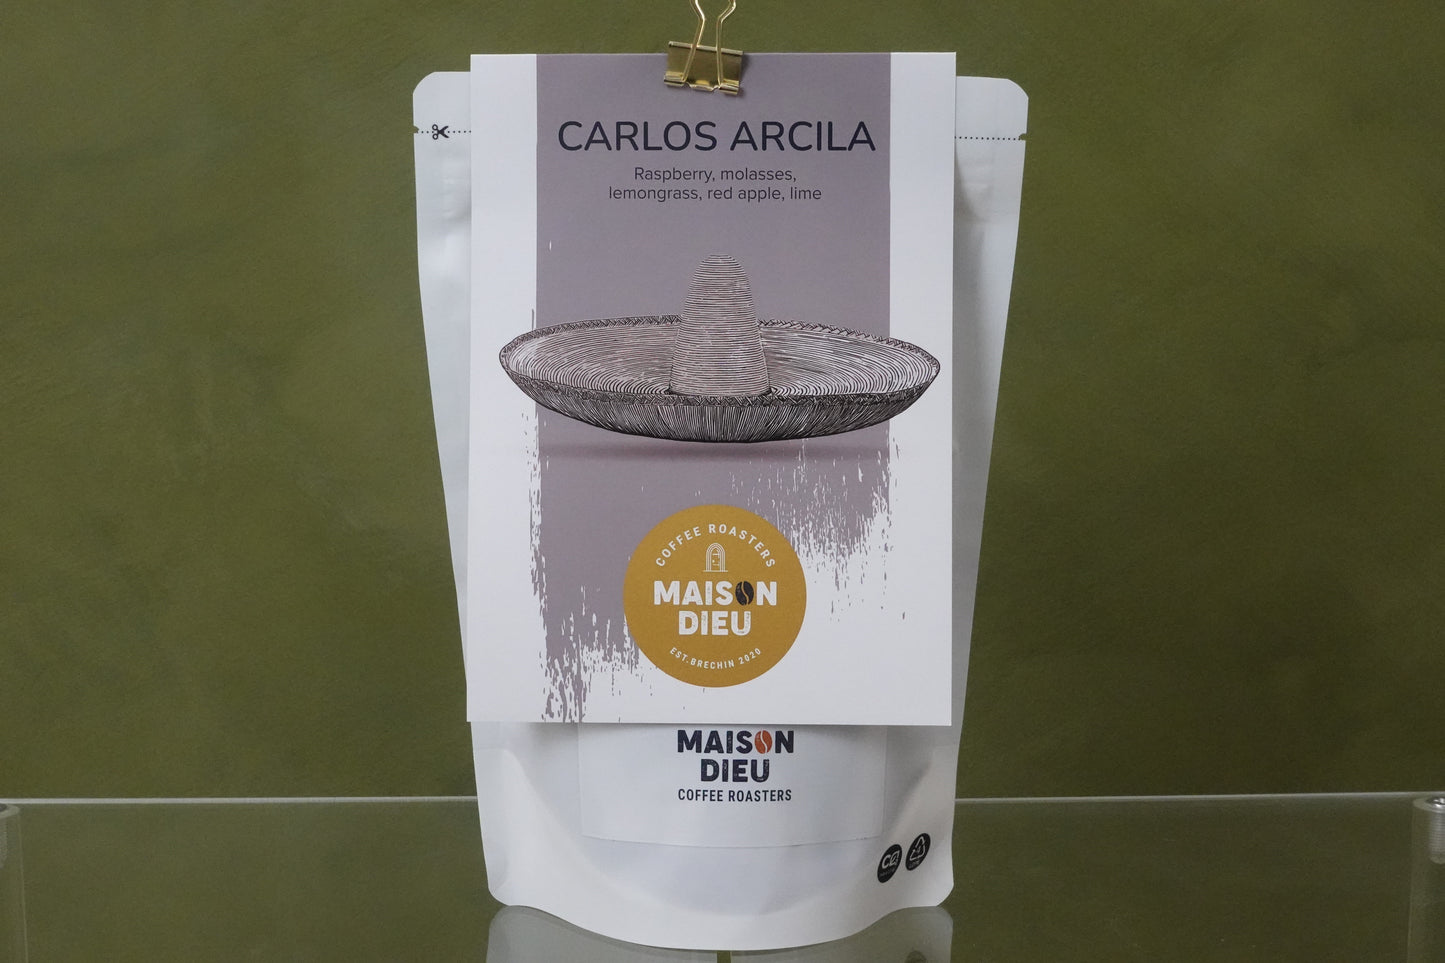 CARLOS ARCILA
Raspberry, molasses,
lemongrass, red apple, lime
COFFEE ROASTERS
MAISON
DIEU
EST. BRECHIN 2020
MAISON
DIEU
COFFEE ROASTERS